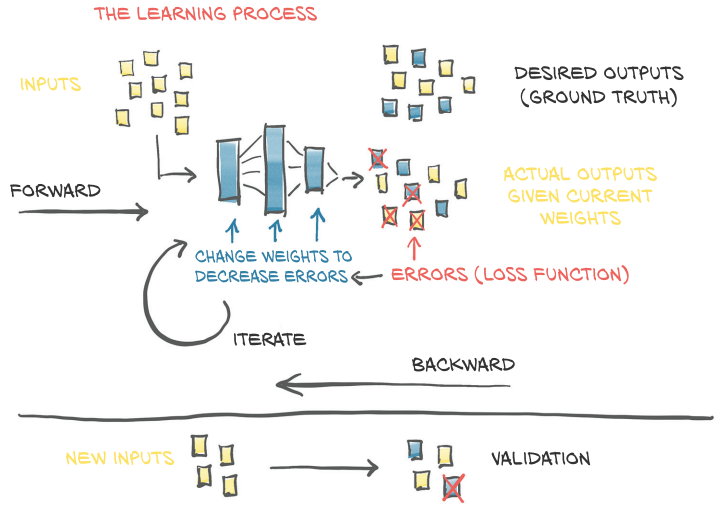 THE LEARNING PROCESS
INPUTS
DESIRED OUTPUTS
(GROUND TRUTH)
ACTUAL OUTPUTS
GIVEN CURRENT
WEIGHTS
FORWARD
CHANGE WEIGHTS TO
DECREASE ERRORS
ERRORS (LOSS FUNCTION)
ITERATE
BACKWARD
NEW INPUTS
VALIDATION